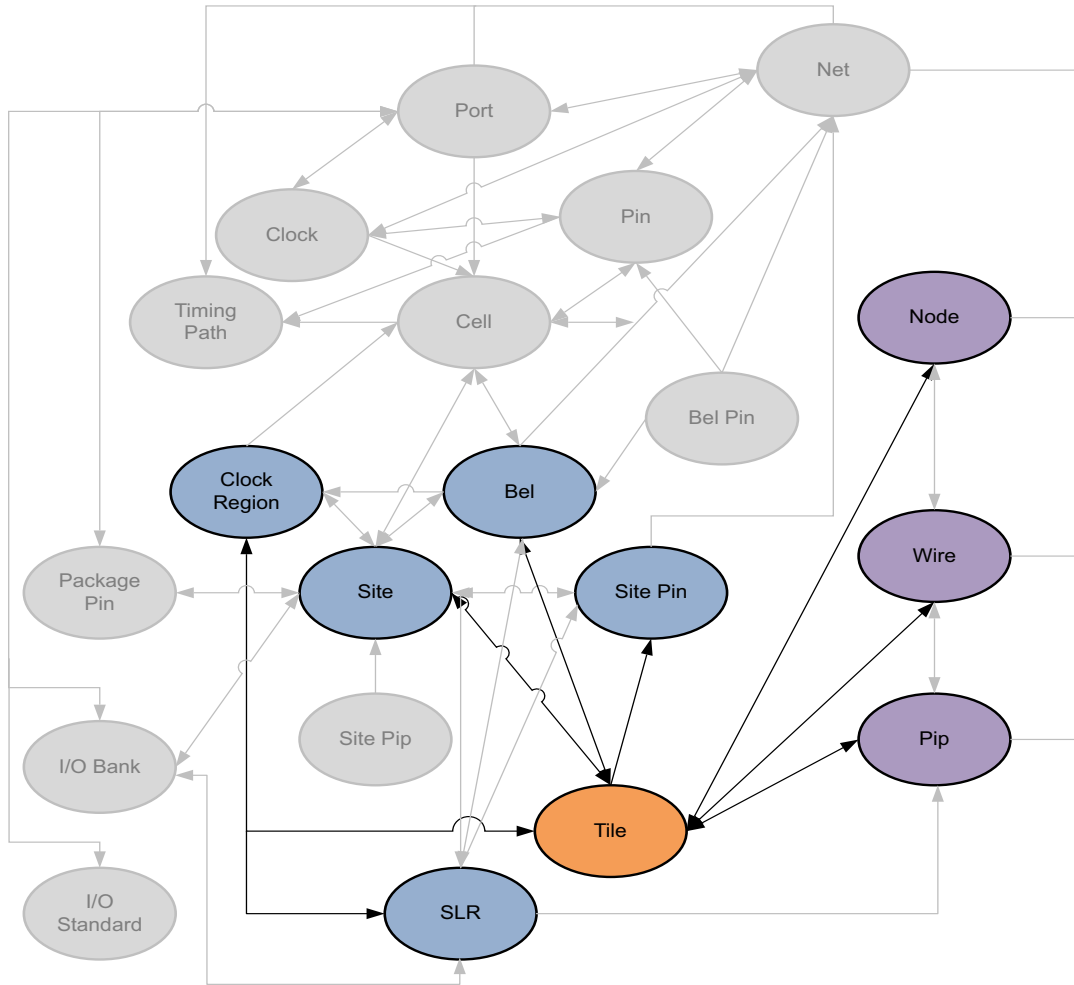 Net
Port
Pin
Clock
Timing
Path
Cell
Node
Bel Pin
Clock
Region
Bel
Wire
Package
Pin
Site
Site Pin
Site Pip
Pip
I/O Bank
Tile
I/O
Standard
SLR